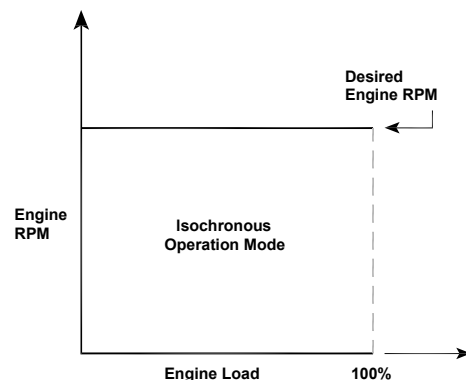 Desired
Engine RPM
Engine
RPM
Isochronous
Operation Mode
Engine Load
100%